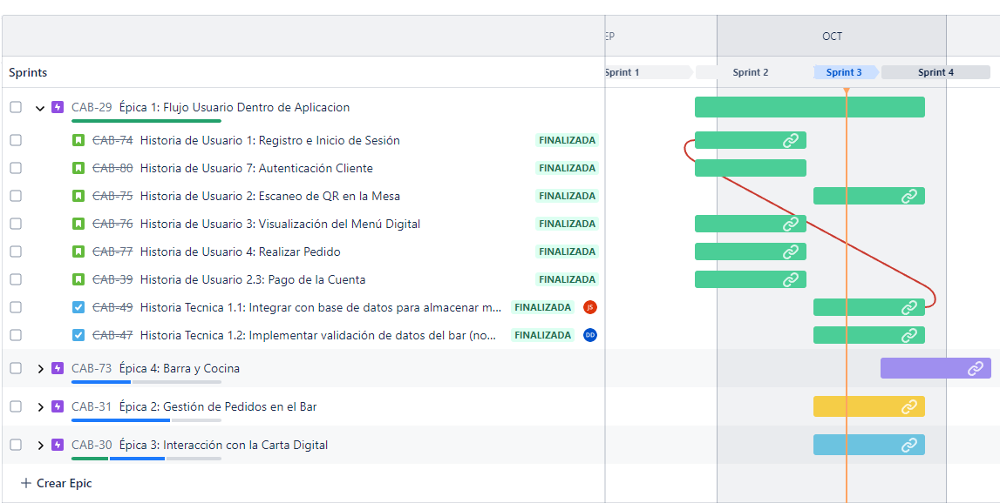 OCT
Sprints
Sprint 1
Sprint 2
Sprint 3
Sprint 4
CAB-29 Épica 1: Flujo Usuario Dentro de Aplicacion
CAB-74 Historia de Usuario 1: Registro e Inicio de Sesión FINALIZADA
CAB-80 Historia de Usuario 7: Autenticación Cliente FINALIZADA
CAB-75 Historia de Usuario 2: Escaneo de QR en la Mesa FINALIZADA
CAB-76 Historia de Usuario 3: Visualización del Menú Digital FINALIZADA
CAB-77 Historia de Usuario 4: Realizar Pedido FINALIZADA
CAB-39 Historia de Usuario 2.3: Pago de la Cuenta FINALIZADA
CAB-49 Historia Tecnica 1.1: Integrar con base de datos para almacenar m... FINALIZADA JS
CAB-47 Historia Tecnica 1.2: Implementar validación de datos del bar (no... FINALIZADA DD
CAB-73 Épica 4: Barra y Cocina
CAB-31 Épica 2: Gestión de Pedidos en el Bar
CAB-30 Épica 3: Interacción con la Carta Digital
+ Crear Epic